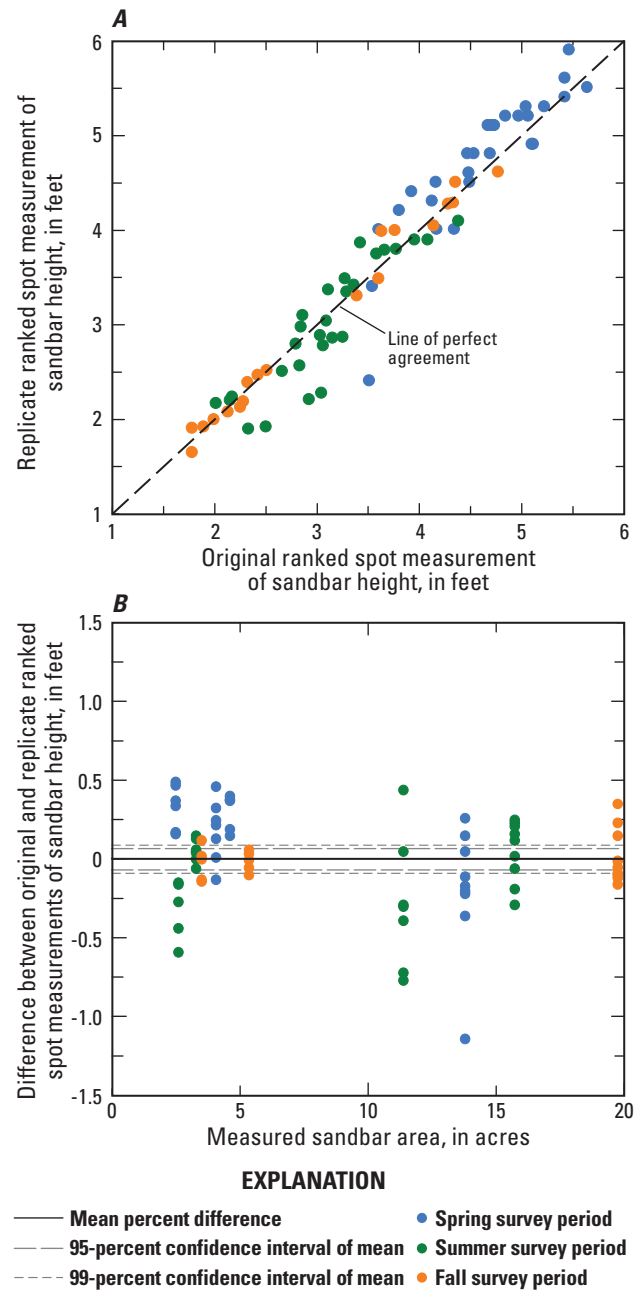 A
6
5
4
3
2
1
Replicate ranked spot measurement of
sandbar height, in feet
Line of perfect
agreement
1 2 3 4 5 6
Original ranked spot measurement
of sandbar height, in feet
B
1.5
1.0
0.5
0
-0.5
-1.0
-1.5
Difference between original and replicate ranked
spot measurements of sandbar height, in feet
0 5 10 15 20
Measured sandbar area, in acres
EXPLANATION
Mean percent difference
95-percent confidence interval of mean
99-percent confidence interval of mean
Spring survey period
Summer survey period
Fall survey period